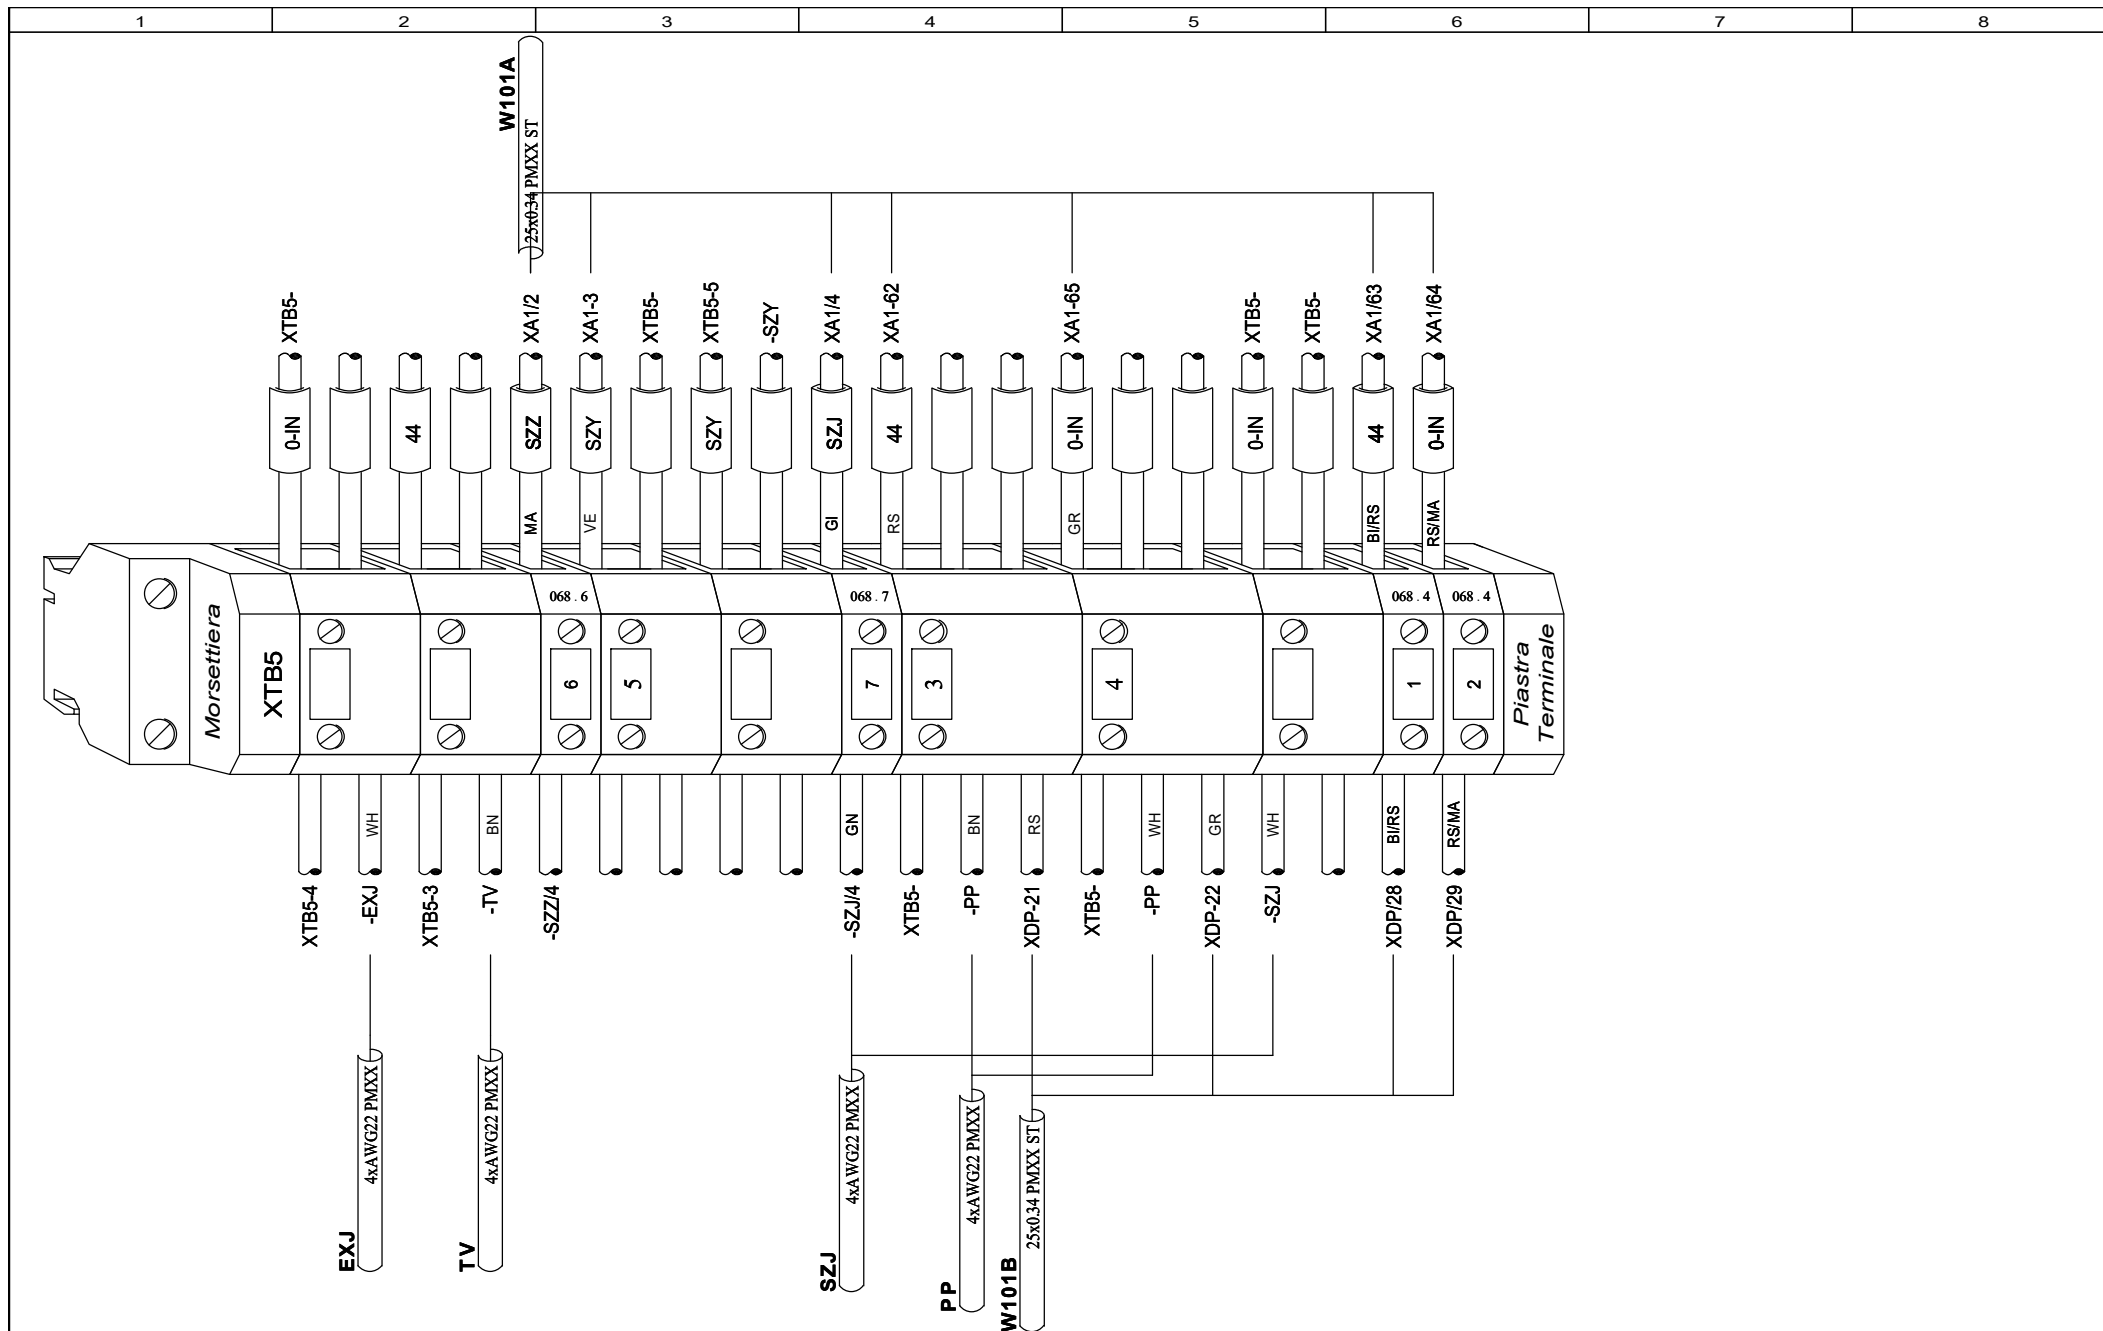 1 2 3 4 5 6 7 8
W101A
25x0.34 PMXX ST
XTB5-
XA1/2
XA1-3
XTB5-
XTB5-5
-SZY
XA1/4
XA1-62
XA1-65
XTB5-
XTB5-
XA1/63
XA1/64
0-IN
44
SZZ
SZY
SZY
SZJ
44
0-IN
0-IN
44
0-IN
MA
VE
GI
RS
GR
BI/RS
RS/MA
068 . 6
068 . 7
068 . 4
068 . 4
Morsettiera
XTB5
6
5
7
3
4
1
2
Piastra
Terminale
WH
BN
GN
BN
RS
WH
GR
WH
BI/RS
RS/MA
XTB5-4
-EXJ
XTB5-3
-TV
-SZZ/4
-SZJ/4
XTB5-
-PP
XDP-21
XTB5-
-PP
XDP-22
-SZJ
XDP/28
XDP/29
EXJ
4xAWG22 PMXX
TV
4xAWG22 PMXX
SZJ
4xAWG22 PMXX
PP
4xAWG22 PMXX
W101B
25x0.34 PMXX ST